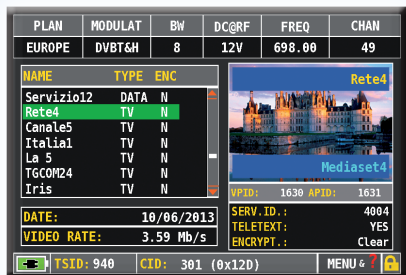 PLAN MODULAT BW DC@RF FREQ CHAN
EUROPE DVBT&H 8 12V 698.00 49
NAME TYPE ENC
Servizio12 DATA N
Rete4 TV N
Canale5 TV N
Italia1 TV N
La 5 TV N
TGCOM24 TV N
Iris TV N
Rete4
Mediaset4
VPID: 1630 APID: 1631
DATE: 10/06/2013
VIDEO RATE: 3.59 Mb/s
SERV.ID.: 4004
TELETEXT: YES
ENCRYPT.: Clear
TSID: 940 CID: 301 (0x12D) MENU & ?